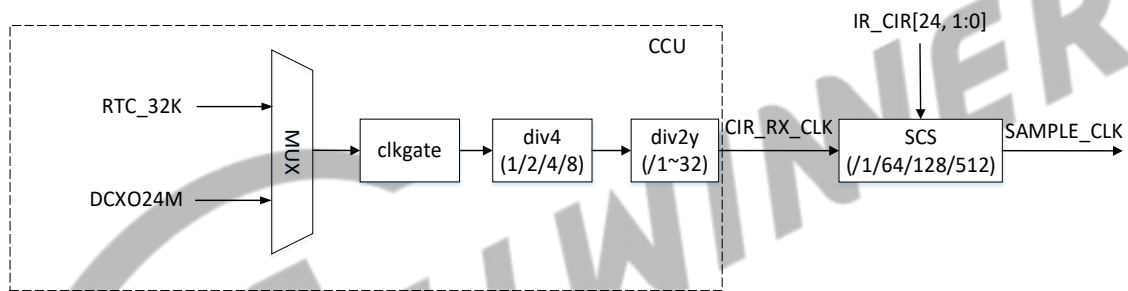 IR_CIR[24, 1:0]
CCU
RTC_32K
MUX
clkgate
div4
(1/2/4/8)
div2y
(/1~32)
CIR_RX_CLK
SCS
(/1/64/128/512)
SAMPLE_CLK
DCXO24M
ALLWINNER